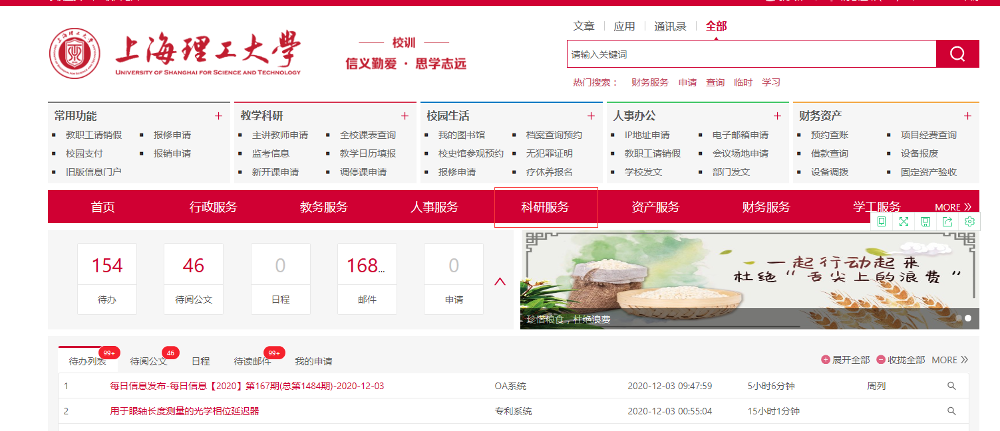 文章 应用 通讯录 全部
上海理工大学
UNIVERSITY OF SHANGHAI FOR SCIENCE AND TECHNOLOGY
校训
信义勤爱 · 思学志远
请输入关键词
热门搜索： 财务服务 申请 查询 临时 学习
常用功能 +
教职工请销假 报修申请
校园支付 报销申请
旧版信息门户
教学科研 +
主讲教师申请 全校课表查询
监考信息 教学日历填报
新开课申请 调停课申请
校园生活 +
我的图书馆 档案查询预约
校史馆参观预约 无犯罪证明
报修申请 疗休养报名
人事办公 +
IP地址申请 电子邮箱申请
教职工请销假 会议场地申请
学校发文 部门发文
财务资产 +
预约查账 项目经费查询
借款查询 设备报废
设备调拨 固定资产验收
首页 行政服务 教务服务 人事服务 科研服务 资产服务 财务服务 学工服务 MORE
154 46 0 168... 0
待办 待阅公文 日程 邮件 申请
一起行动起来
杜绝“舌尖上的浪费”
珍惜粮食，杜绝浪费
待办列表 99+ 待阅公文 46 日程 待读邮件 99+ 我的申请 展开全部 收拢全部 MORE
1 每日信息发布-每日信息【2020】第167期(总第1484期)-2020-12-03 OA系统 2020-12-03 09:47:59 5小时6分钟 周列
2 用于眼轴长度测量的光学相位延迟器 专利系统 2020-12-03 00:55:04 15小时1分钟